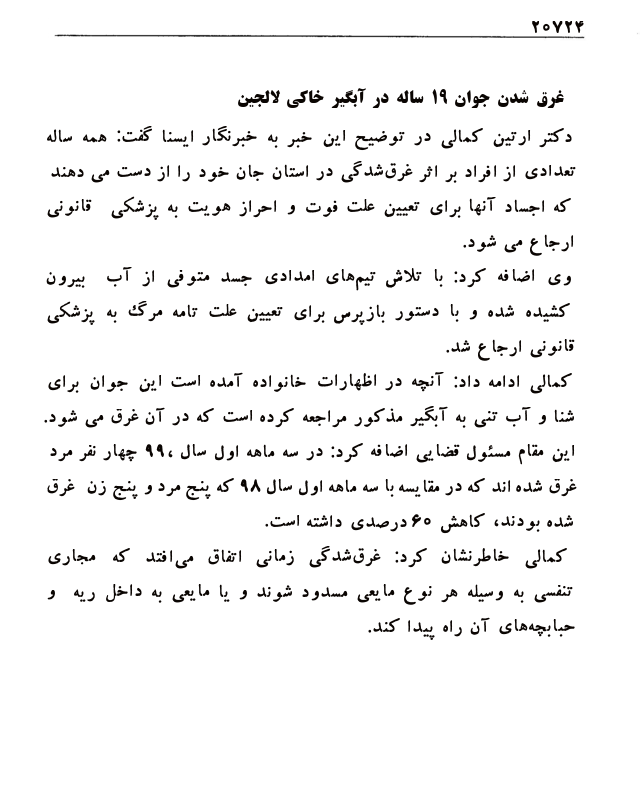 ۲۰۷۲۴
غرق شدن جوان ۱۹ ساله در آبگیر خاکی لالجین
دکتر ارتین کمالی در توضیح این خبر به خبرنگار ایسنا گفت: همه ساله
تعدادی از افراد بر اثر غرق‌شدگی در استان جان خود را از دست می دهند
که اجساد آنها برای تعیین علت فوت و احراز هویت به پزشکی قانونی
ارجاع می شود.
وی اضافه کرد: با تلاش تیم‌های امدادی جسد متوفی از آب بیرون
کشیده شده و با دستور بازپرس برای تعیین علت تامه مرگ به پزشکی
قانونی ارجاع شد.
کمالی ادامه داد: آنچه در اظهارات خانواده آمده است این جوان برای
شنا و آب تنی به آبگیر مذکور مراجعه کرده است که در آن غرق می شود.
این مقام مسئول قضایی اضافه کرد: در سه ماهه اول سال ،۹۹ چهار نفر مرد
غرق شده اند که در مقایسه با سه ماهه اول سال ۹۸ که پنج مرد و پنج زن غرق
شده بودند، کاهش ۶۰ درصدی داشته است.
کمالی خاطرنشان کرد: غرق‌شدگی زمانی اتفاق می‌افتد که مجاری
تنفسی به وسیله هر نوع مایعی مسدود شوند و یا مایعی به داخل ریه و
حبابچه‌های آن راه پیدا کند.